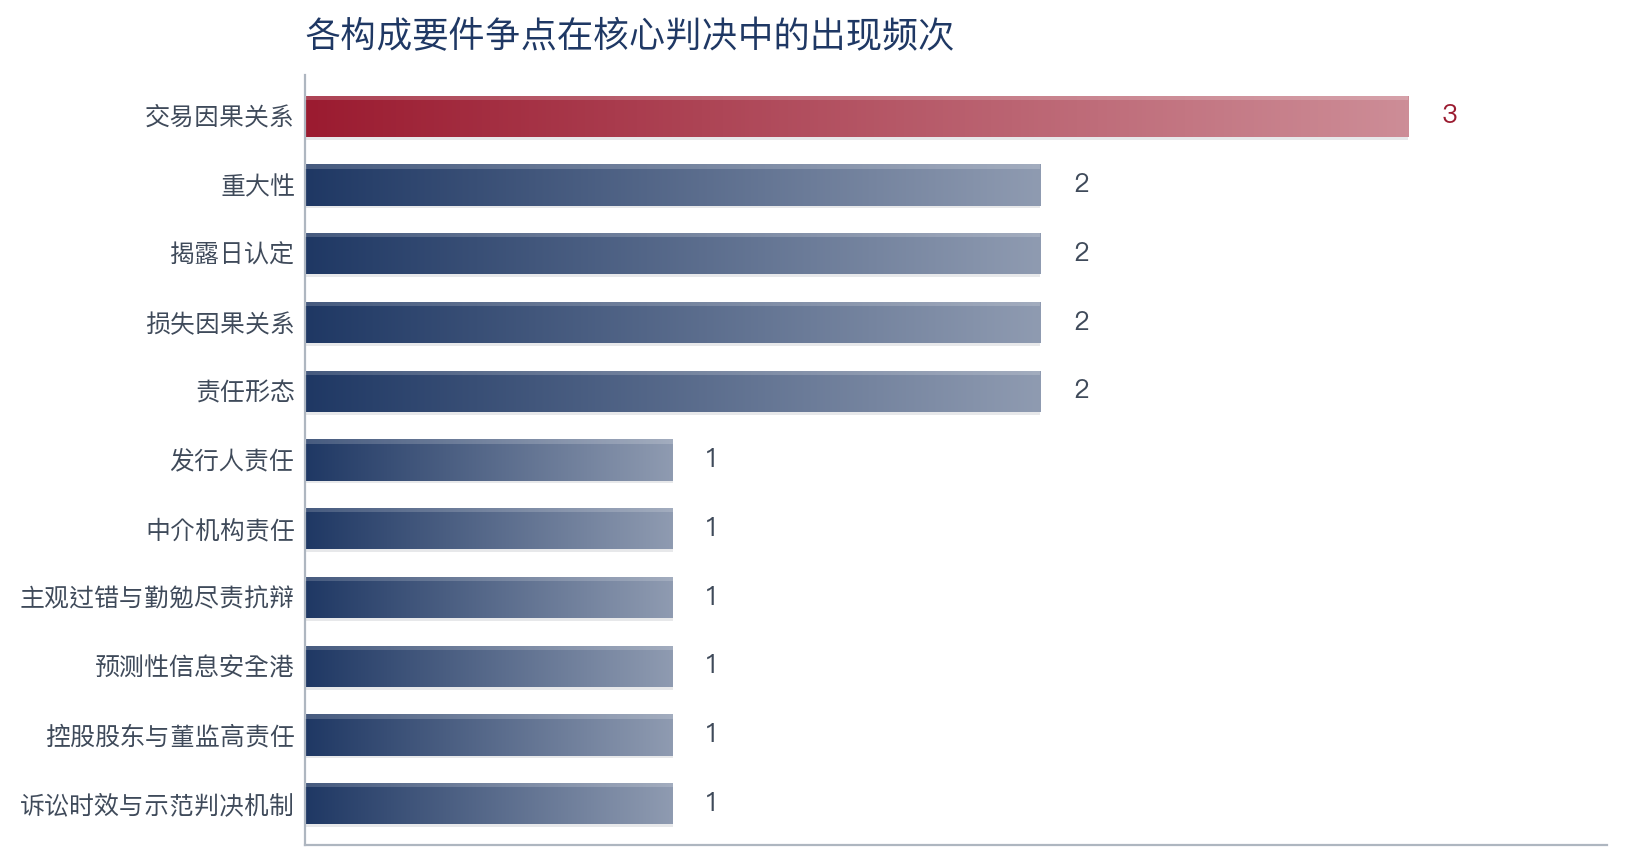 各构成要件争点在核心判决中的出现频次
交易因果关系 3
重大性 2
揭露日认定 2
损失因果关系 2
责任形态 2
发行人责任 1
中介机构责任 1
主观过错与勤勉尽责抗辩 1
预测性信息安全港 1
控股股东与董监高责任 1
诉讼时效与示范判决机制 1